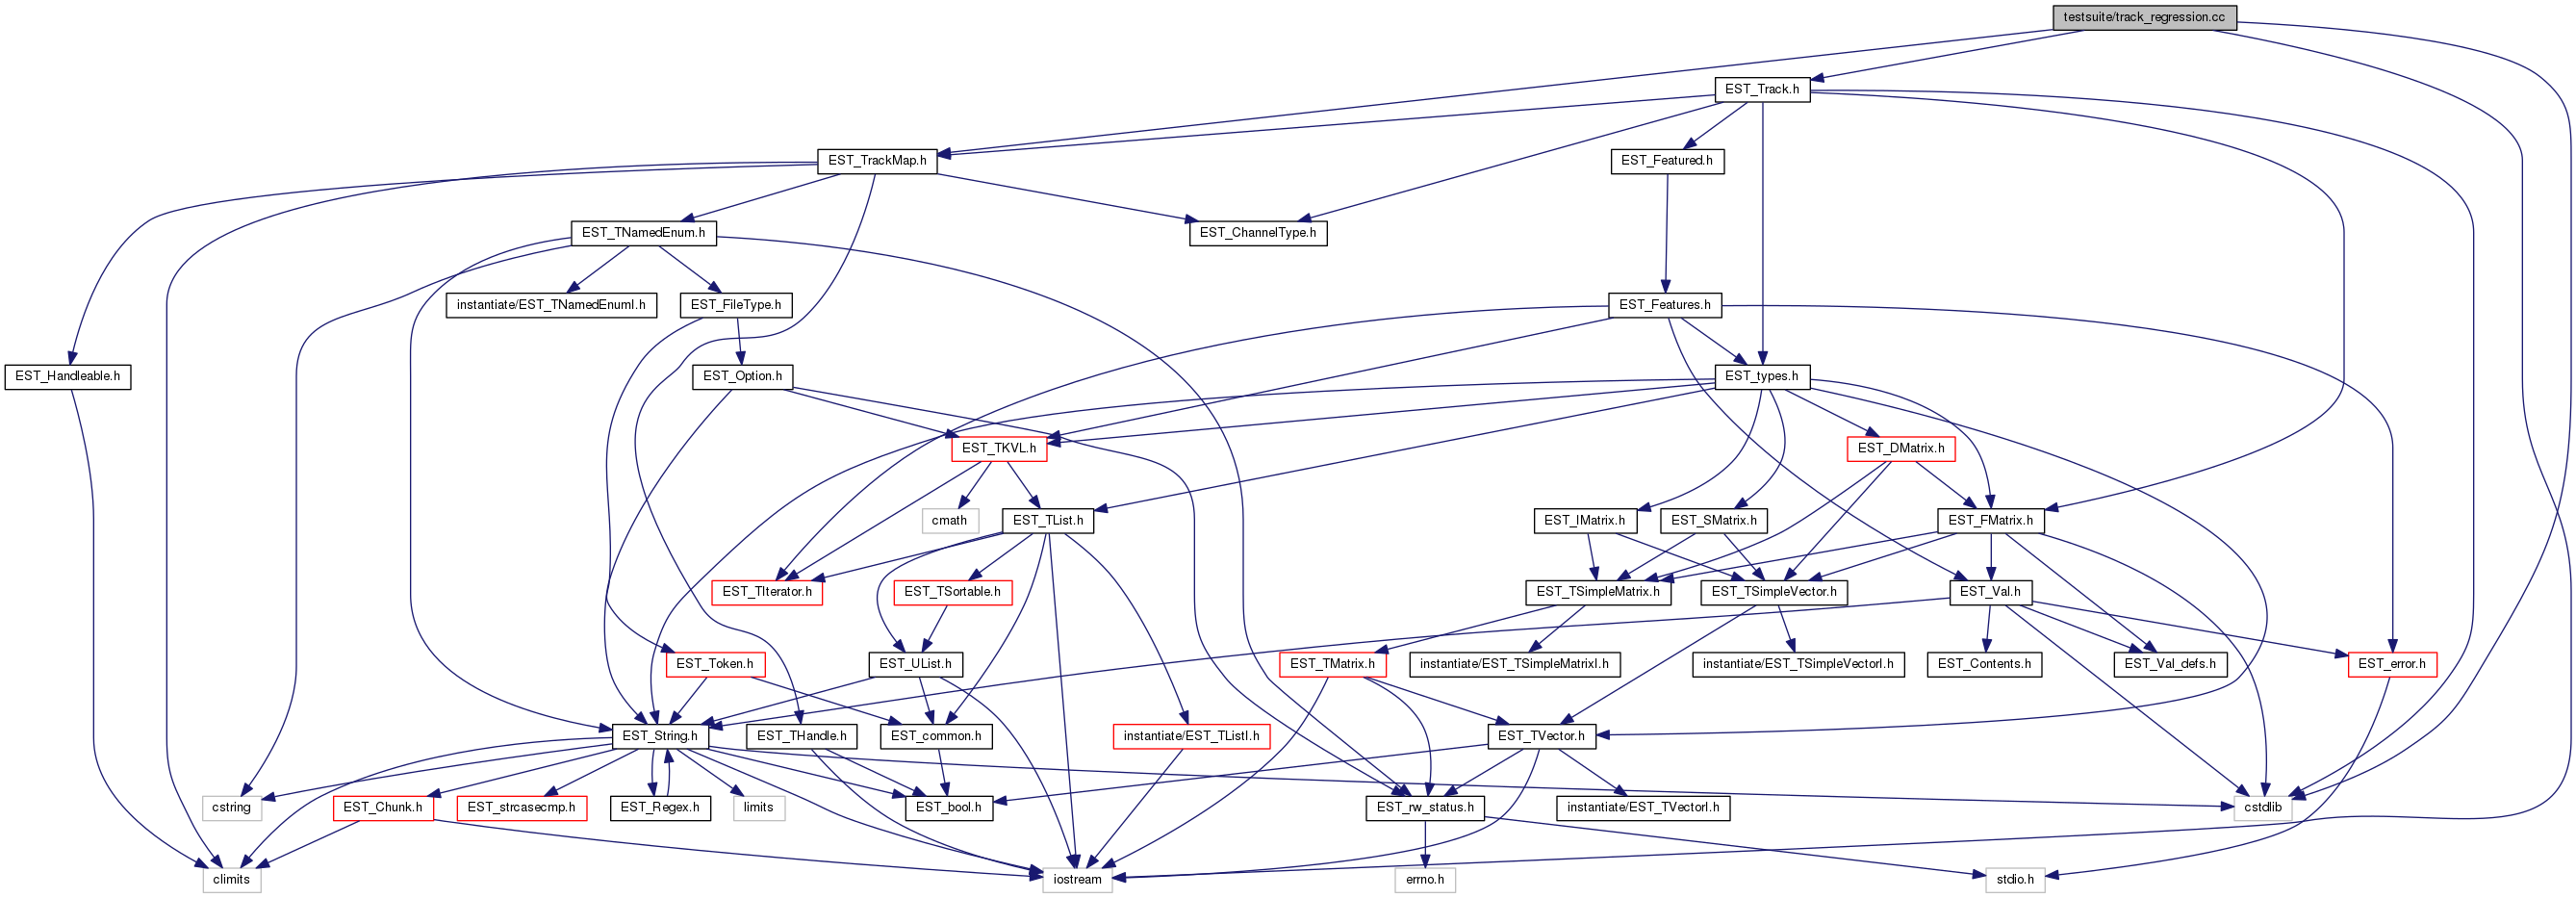 testsuite/track_regression.cc
EST_Track.h
EST_TrackMap.h
EST_Featured.h
EST_TNamedEnum.h
EST_ChannelType.h
instantiate/EST_TNamedEnumI.h
EST_FileType.h
EST_Features.h
EST_Handleable.h
EST_Option.h
EST_types.h
EST_TKVL.h
EST_DMatrix.h
cmath
EST_TList.h
EST_IMatrix.h
EST_SMatrix.h
EST_FMatrix.h
EST_TIterator.h
EST_TSortable.h
EST_TSimpleMatrix.h
EST_TSimpleVector.h
EST_Val.h
EST_Token.h
EST_UList.h
EST_TMatrix.h
instantiate/EST_TSimpleMatrixI.h
instantiate/EST_TSimpleVectorI.h
EST_Contents.h
EST_Val_defs.h
EST_error.h
EST_String.h
EST_THandle.h
EST_common.h
instantiate/EST_TListI.h
EST_TVector.h
cstring
EST_Chunk.h
EST_strcasecmp.h
EST_Regex.h
limits
EST_bool.h
EST_rw_status.h
instantiate/EST_TVectorI.h
cstdlib
climits
iostream
errno.h
stdio.h